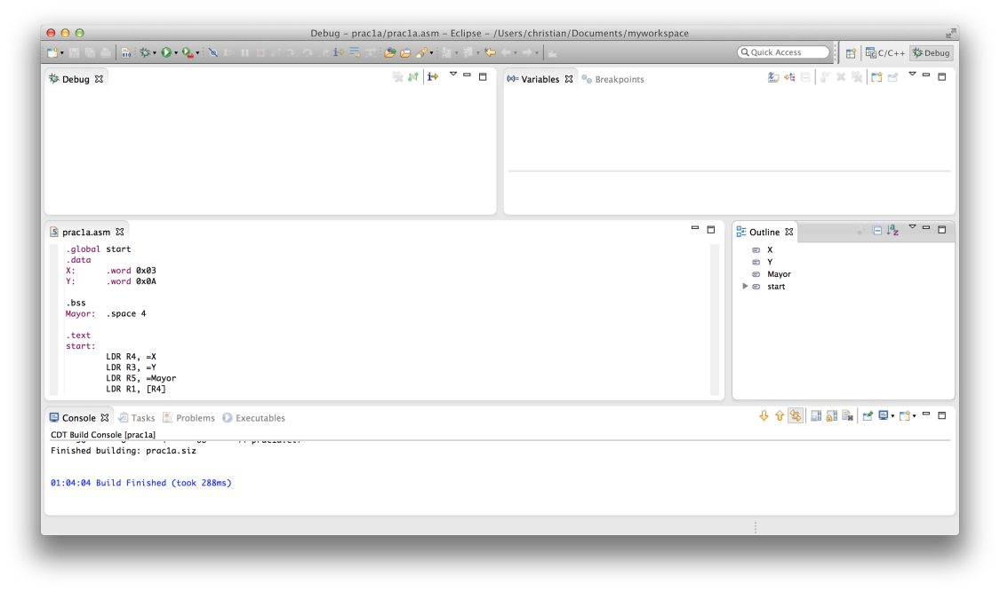 Debug – prac1a/prac1a.asm – Eclipse – /Users/christian/Documents/myworkspace
Quick Access
C/C++
Debug
Debug
(x)= Variables
Breakpoints
prac1a.asm
.global start
.data
X: .word 0x03
Y: .word 0x0A
.bss
Mayor: .space 4
.text
start:
LDR R4, =X
LDR R3, =Y
LDR R5, =Mayor
LDR R1, [R4]
Outline
X
Y
Mayor
start
Console
Tasks
Problems
Executables
CDT Build Console [prac1a]
Finished building: prac1a.siz
01:04:04 Build Finished (took 288ms)